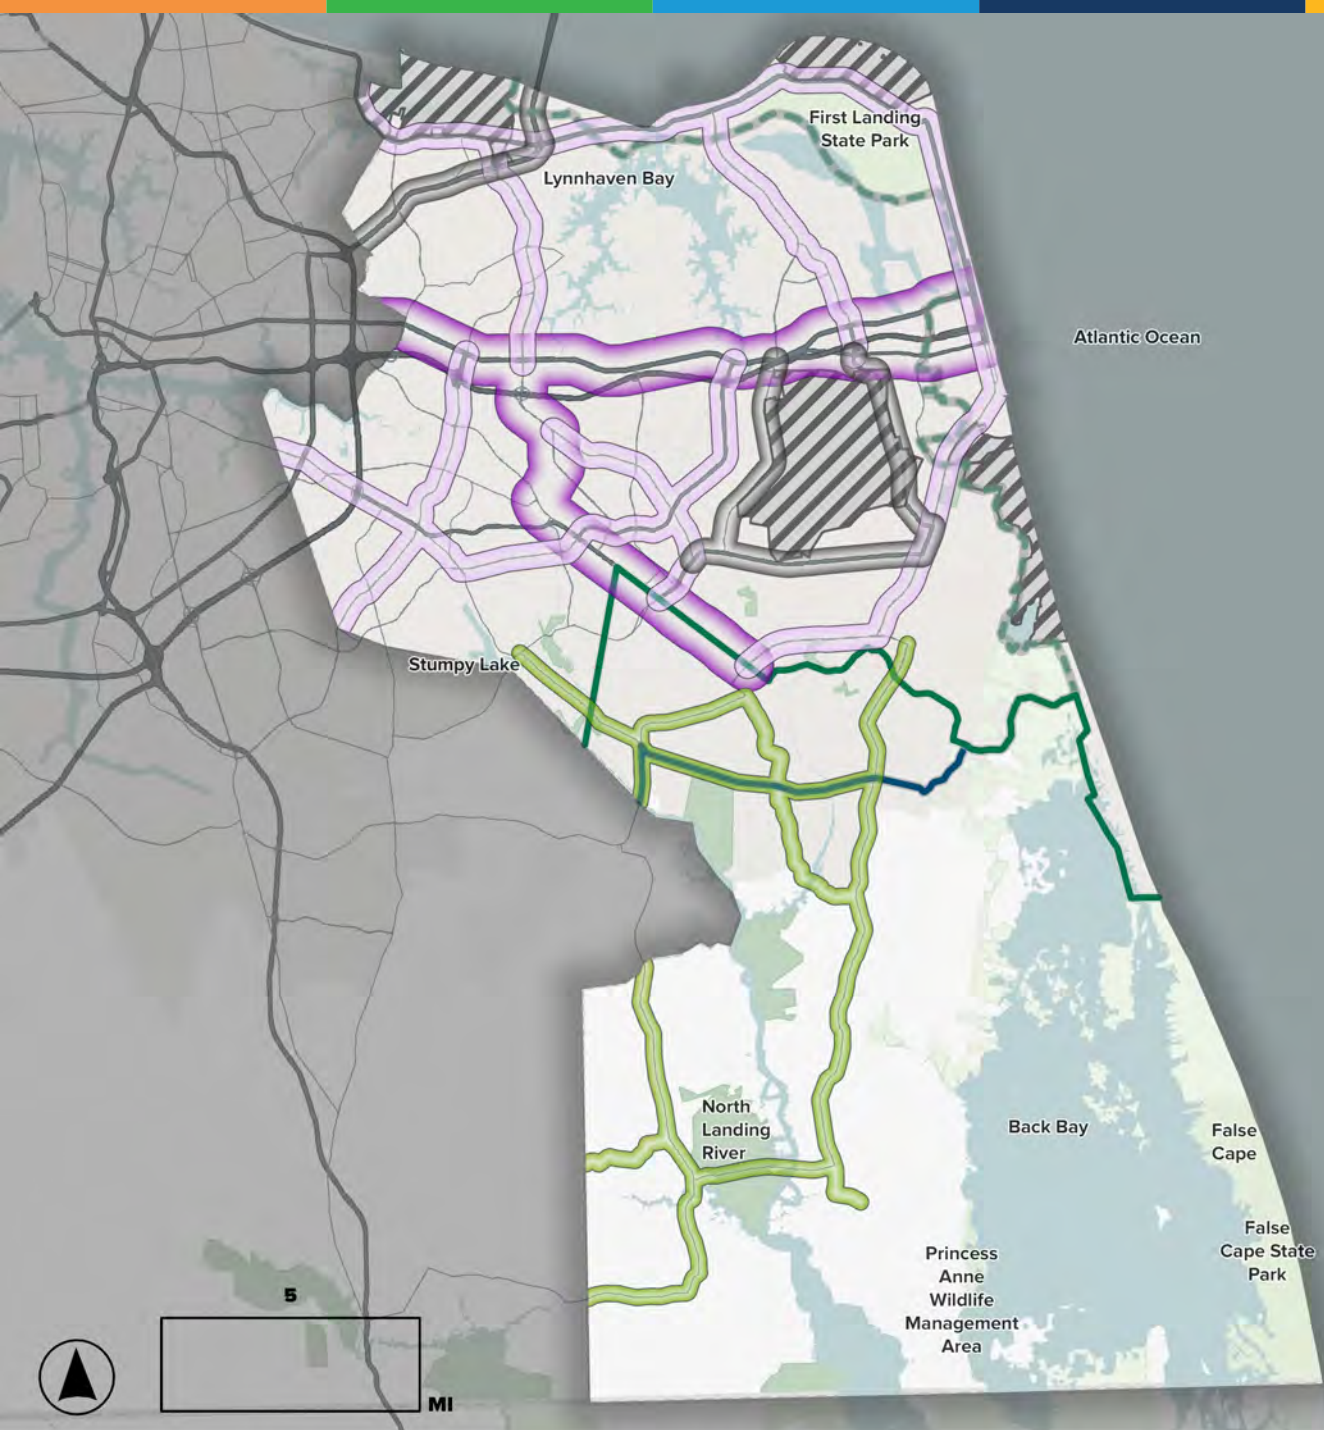 First Landing
State Park
Lynnhaven Bay
Atlantic Ocean
Stumpy Lake
North
Landing
River
Back Bay
False
Cape
False
Cape State
Park
Princess
Anne
Wildlife
Management
Area
5
MI